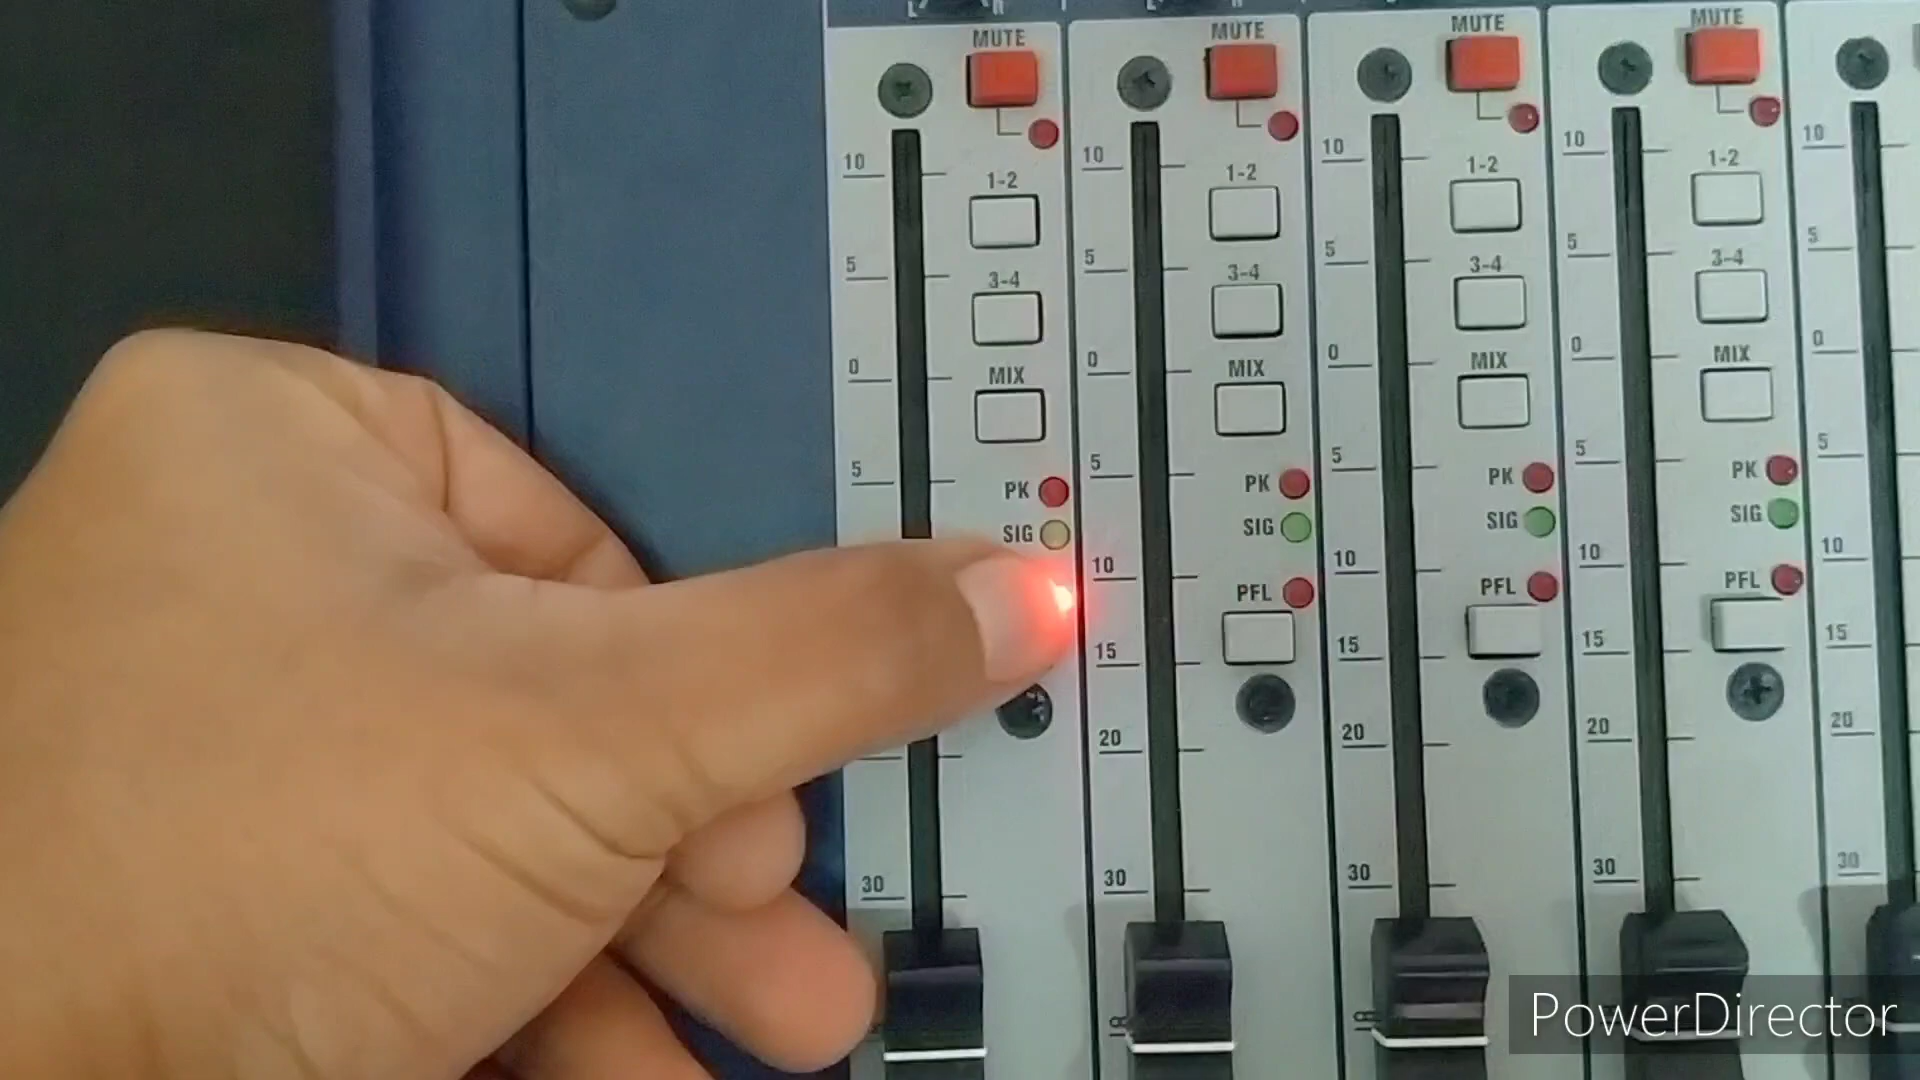 L R L R
MUTE MUTE MUTE MUTE
10 10 10 10 10
1-2 1-2 1-2 1-2
5 5 5 5 5
3-4 3-4 3-4 3-4
0 0 0 0 0
MIX MIX MIX MIX
5 5 5 5 5
PK PK PK PK
SIG SIG SIG SIG
10 10 10 10
PFL PFL PFL
15 15 15 15
20 20 20 20
30 30 30 30 30
∞ ∞
PowerDirector